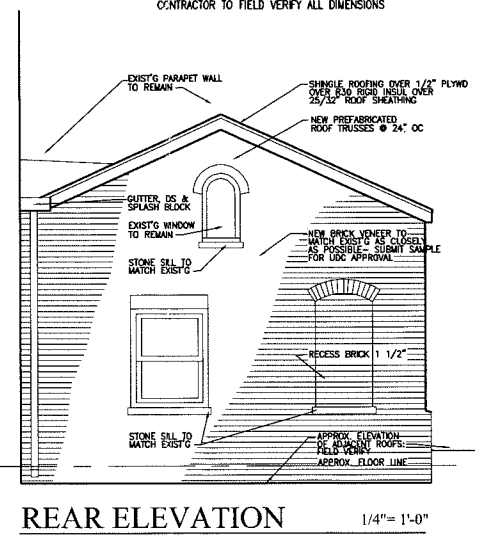 CONTRACTOR TO FIELD VERIFY ALL DIMENSIONS
EXIST'G PARAPET WALL
TO REMAIN
SHINGLE ROOFING OVER 1/2" PLYWD
OVER R30 RIGID INSUL OVER
25/32" ROOF SHEATHING
NEW PREFABRICATED
ROOF TRUSSES @ 24" OC
GUTTER, DS &
SPLASH BLOCK
EXIST'G WINDOW
TO REMAIN
STONE SILL TO
MATCH EXIST'G
NEW BRICK VENEER TO
MATCH EXIST'G AS CLOSELY
AS POSSIBLE- SUBMIT SAMPLE
FOR UDC APPROVAL
RECESS BRICK 1 1/2"
STONE SILL TO
MATCH EXIST'G
APPROX. ELEVATION
OF ADJACENT ROOFS:
FIELD VERIFY
APPROX. FLOOR LINE
REAR ELEVATION
1/4"= 1'-0"